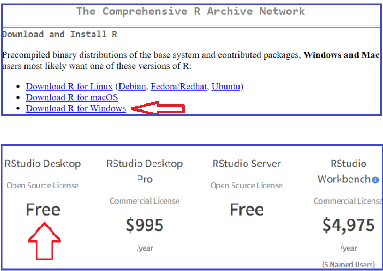 The Comprehensive R Archive Network
Download and Install R
Precompiled binary distributions of the base system and contributed packages, Windows and Mac
users most likely want one of these versions of R:
• Download R for Linux (Debian, Fedora/Redhat, Ubuntu)
• Download R for macOS
• Download R for Windows
RStudio Desktop
Open Source License
Free
RStudio Desktop
Pro
Commercial License
$995
/year
RStudio Server
Open Source License
Free
RStudio
Workbench
Commercial License
$4,975
/year
(5 Named Users)